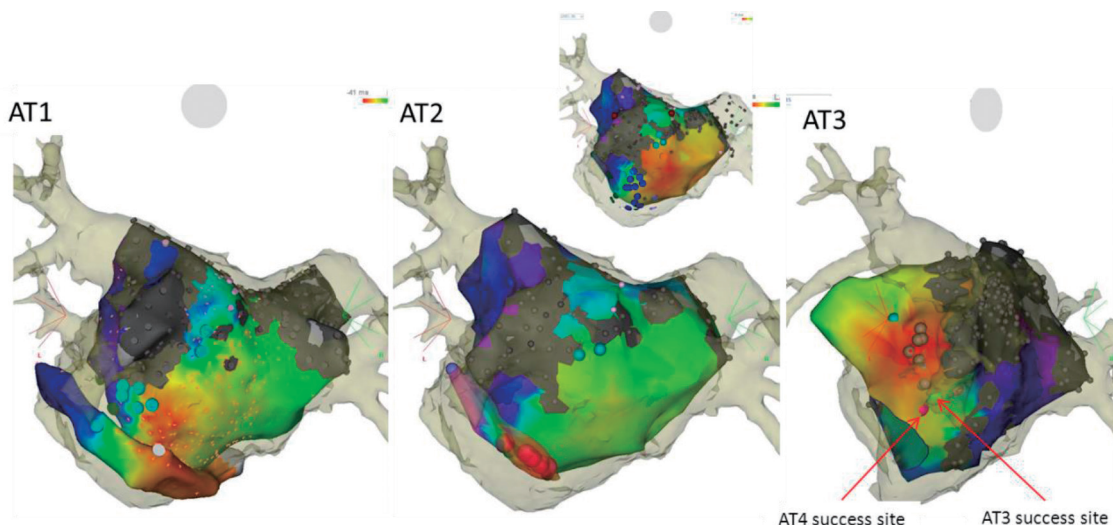 AT1
-41 ms
AT2
AT3
L
L
AT4 success site
AT3 success site